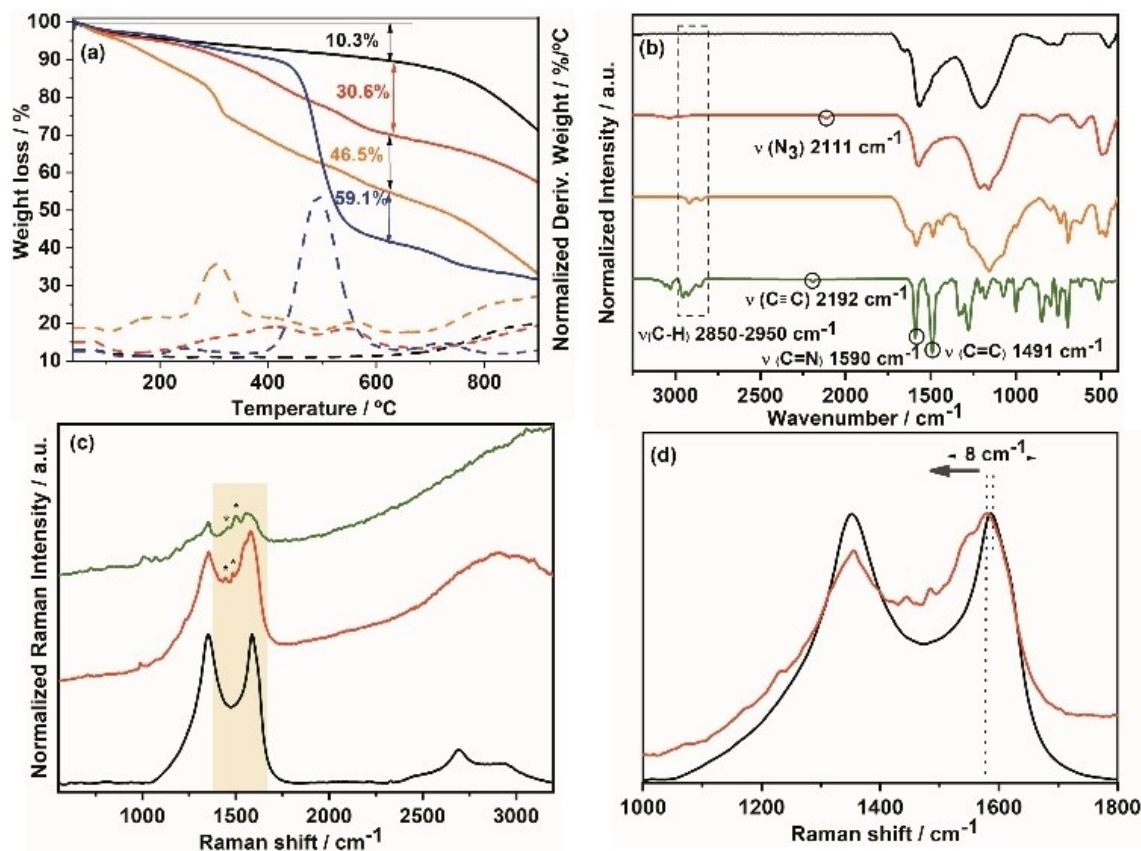 (a)
10.3%
30.6%
46.5%
59.1%
100
90
80
70
60
50
40
30
20
10
Weight loss / %
Normalized Deriv. Weight / %/ºC
200 400 600 800
Temperature / ºC
(b)
ν (N3) 2111 cm-1
ν (C≡C) 2192 cm-1
ν(C-H) 2850-2950 cm-1
ν (C=N) 1590 cm-1
ν (C=C) 1491 cm-1
Normalized Intensity / a.u.
3000 2500 2000 1500 1000 500
Wavenumber / cm-1
(c)
* *
* *
Normalized Raman Intensity / a.u.
1000 1500 2000 2500 3000
Raman shift / cm-1
(d)
8 cm-1
1000 1200 1400 1600 1800
Raman shift / cm-1